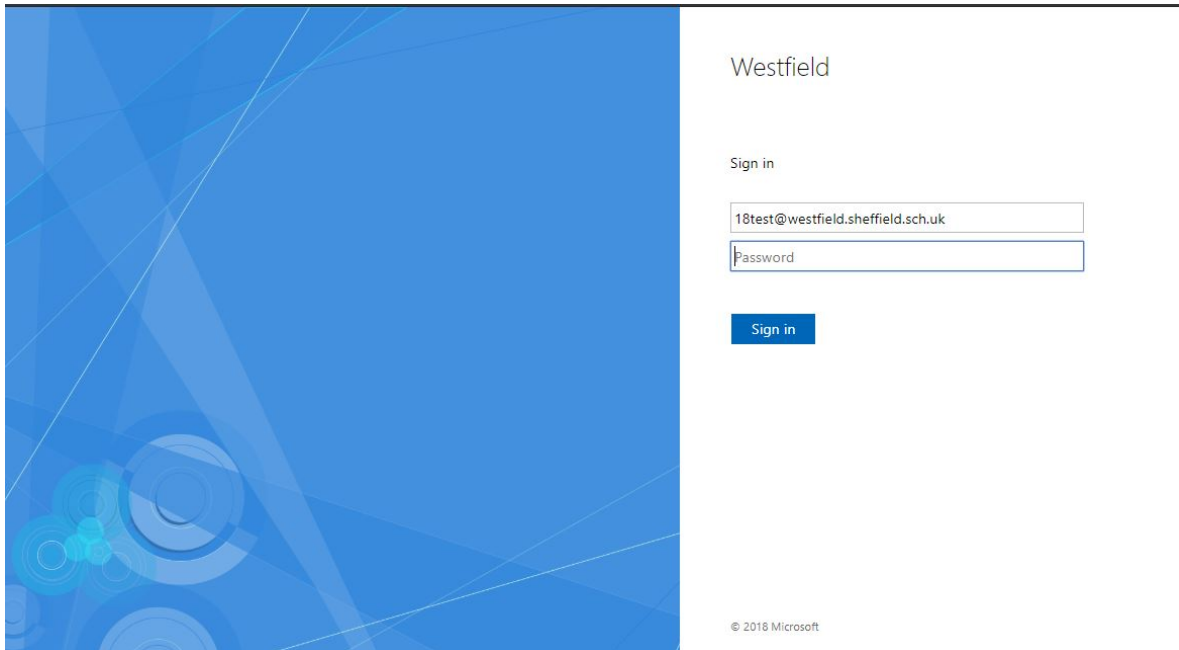 Westfield
Sign in
18test@westfield.sheffield.sch.uk
Password
Sign in
© 2018 Microsoft